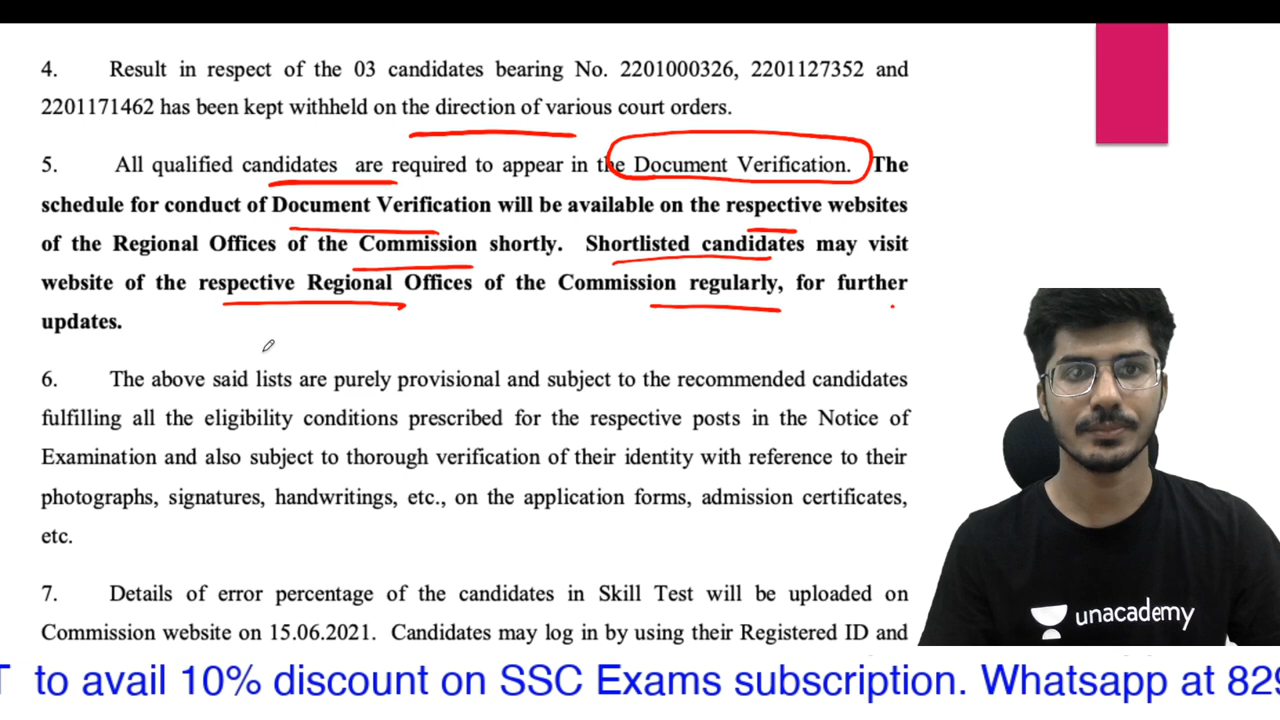 4. Result in respect of the 03 candidates bearing No. 2201000326, 2201127352 and
2201171462 has been kept withheld on the direction of various court orders.
5. All qualified candidates are required to appear in the Document Verification. The
schedule for conduct of Document Verification will be available on the respective websites
of the Regional Offices of the Commission shortly. Shortlisted candidates may visit
website of the respective Regional Offices of the Commission regularly, for further
updates.
6. The above said lists are purely provisional and subject to the recommended candidates
fulfilling all the eligibility conditions prescribed for the respective posts in the Notice of
Examination and also subject to thorough verification of their identity with reference to their
photographs, signatures, handwritings, etc., on the application forms, admission certificates,
etc.
7. Details of error percentage of the candidates in Skill Test will be uploaded on
Commission website on 15.06.2021. Candidates may log in by using their Registered ID and
unacademy
to avail 10% discount on SSC Exams subscription. Whatsapp at 829